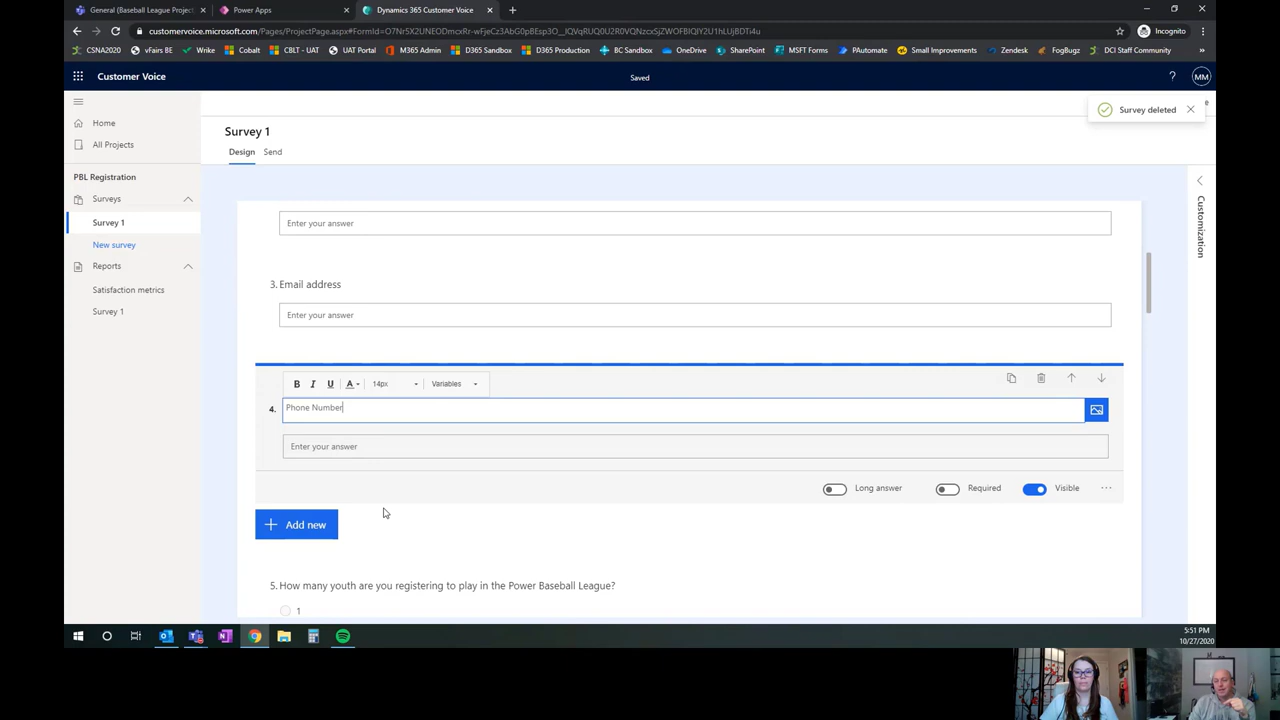 General (Baseball League Project
Power Apps
Dynamics 365 Customer Voice
Incognito
CSNA2020
vFairs BE
Wrike
Cobalt
CBLT - UAT
UAT Portal
M365 Admin
D365 Sandbox
D365 Production
BC Sandbox
OneDrive
SharePoint
MSFT Forms
PAutomate
Small Improvements
Zendesk
FogBugz
DCI Staff Community
Customer Voice
Saved
?
MM
Survey deleted
Home
All Projects
PBL Registration
Surveys
Survey 1
New survey
Reports
Satisfaction metrics
Survey 1
Survey 1
Design Send
Customization
Enter your answer
3. Email address
Enter your answer
B I U A 14px Variables
4. Phone Number
Enter your answer
Long answer Required Visible ...
+ Add new
5. How many youth are you registering to play in the Power Baseball League?
1
5:51 PM
10/27/2020